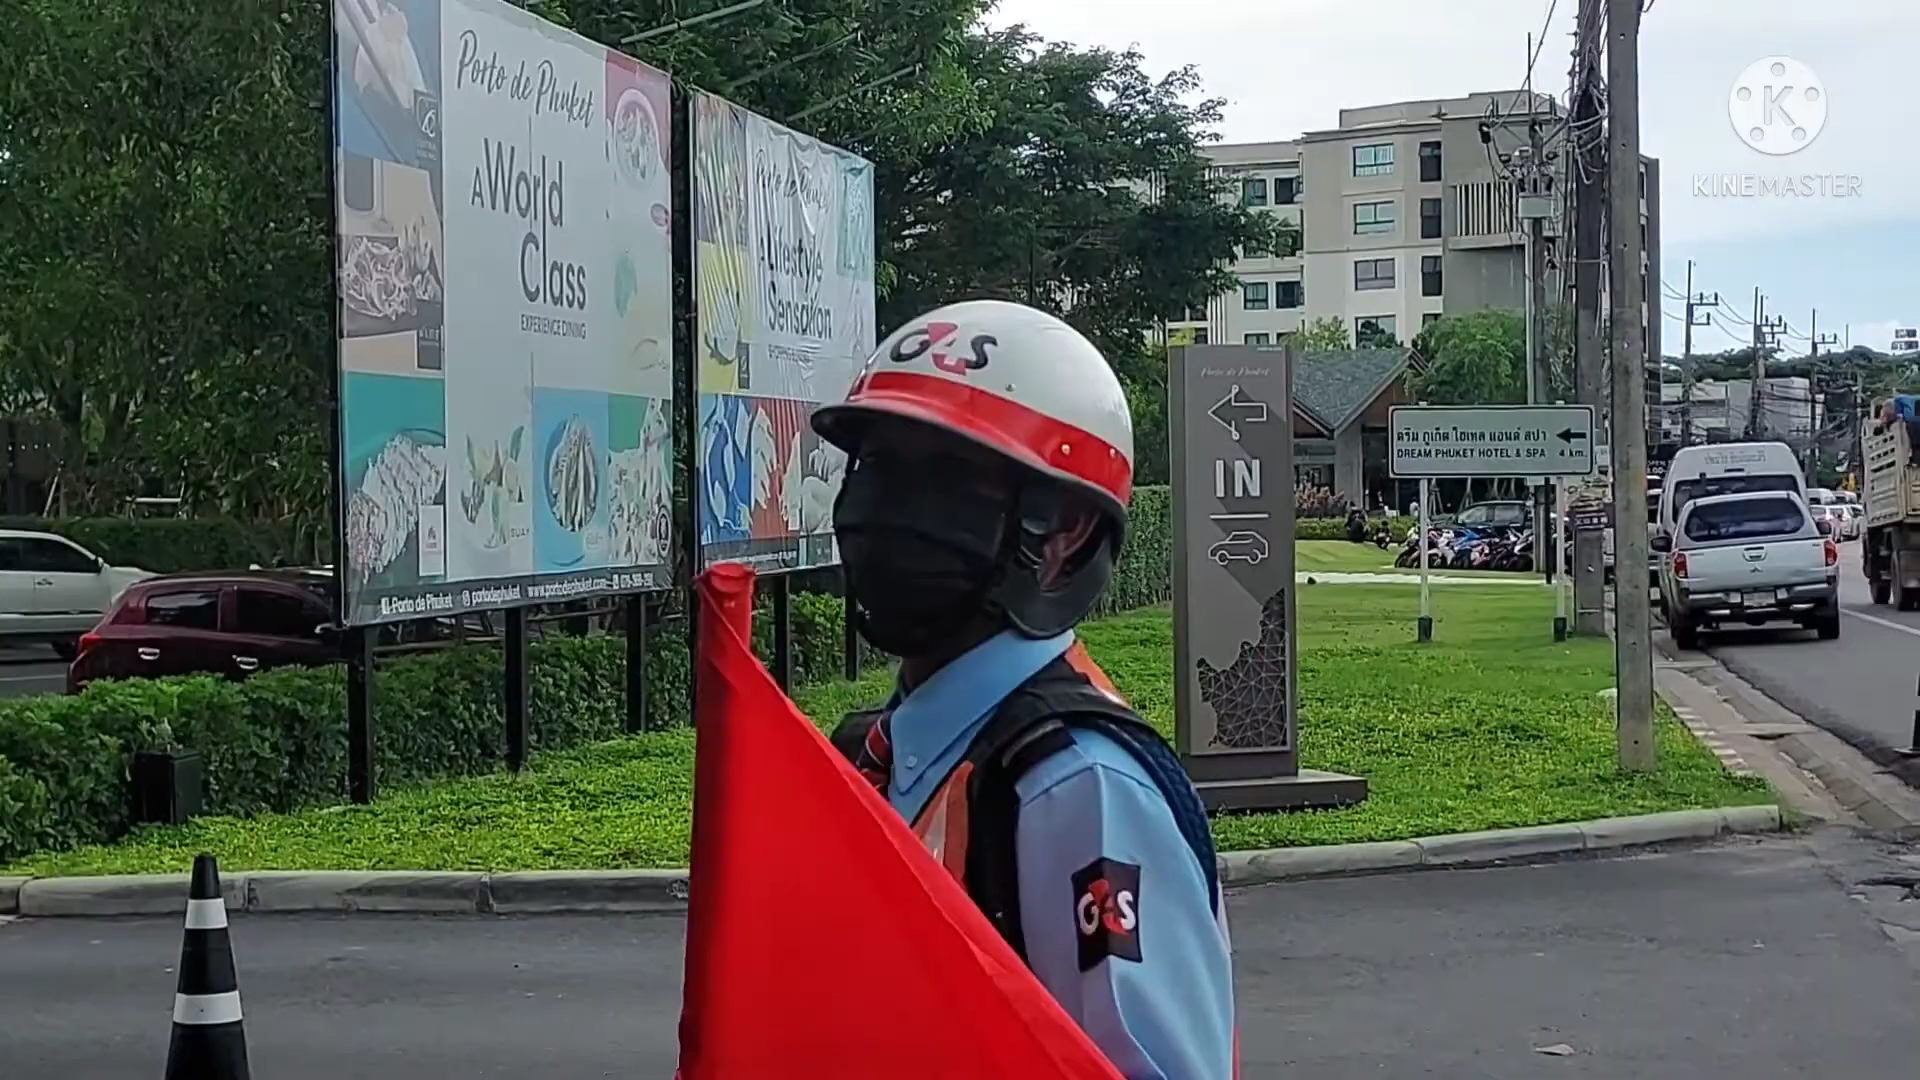 Porto de Phuket
A World
Class
EXPERIENCE DINING
QUAY
Porto de Phuket
www.portodephuket.com
Porto de Phuket
A Lifestyle
Sensation
G4S
G4S
Porto de Phuket
IN
ดรีม ภูเก็ต โฮเทล แอนด์ สปา
DREAM PHUKET HOTEL & SPA 4 km.
OPEN
K
KINEMASTER